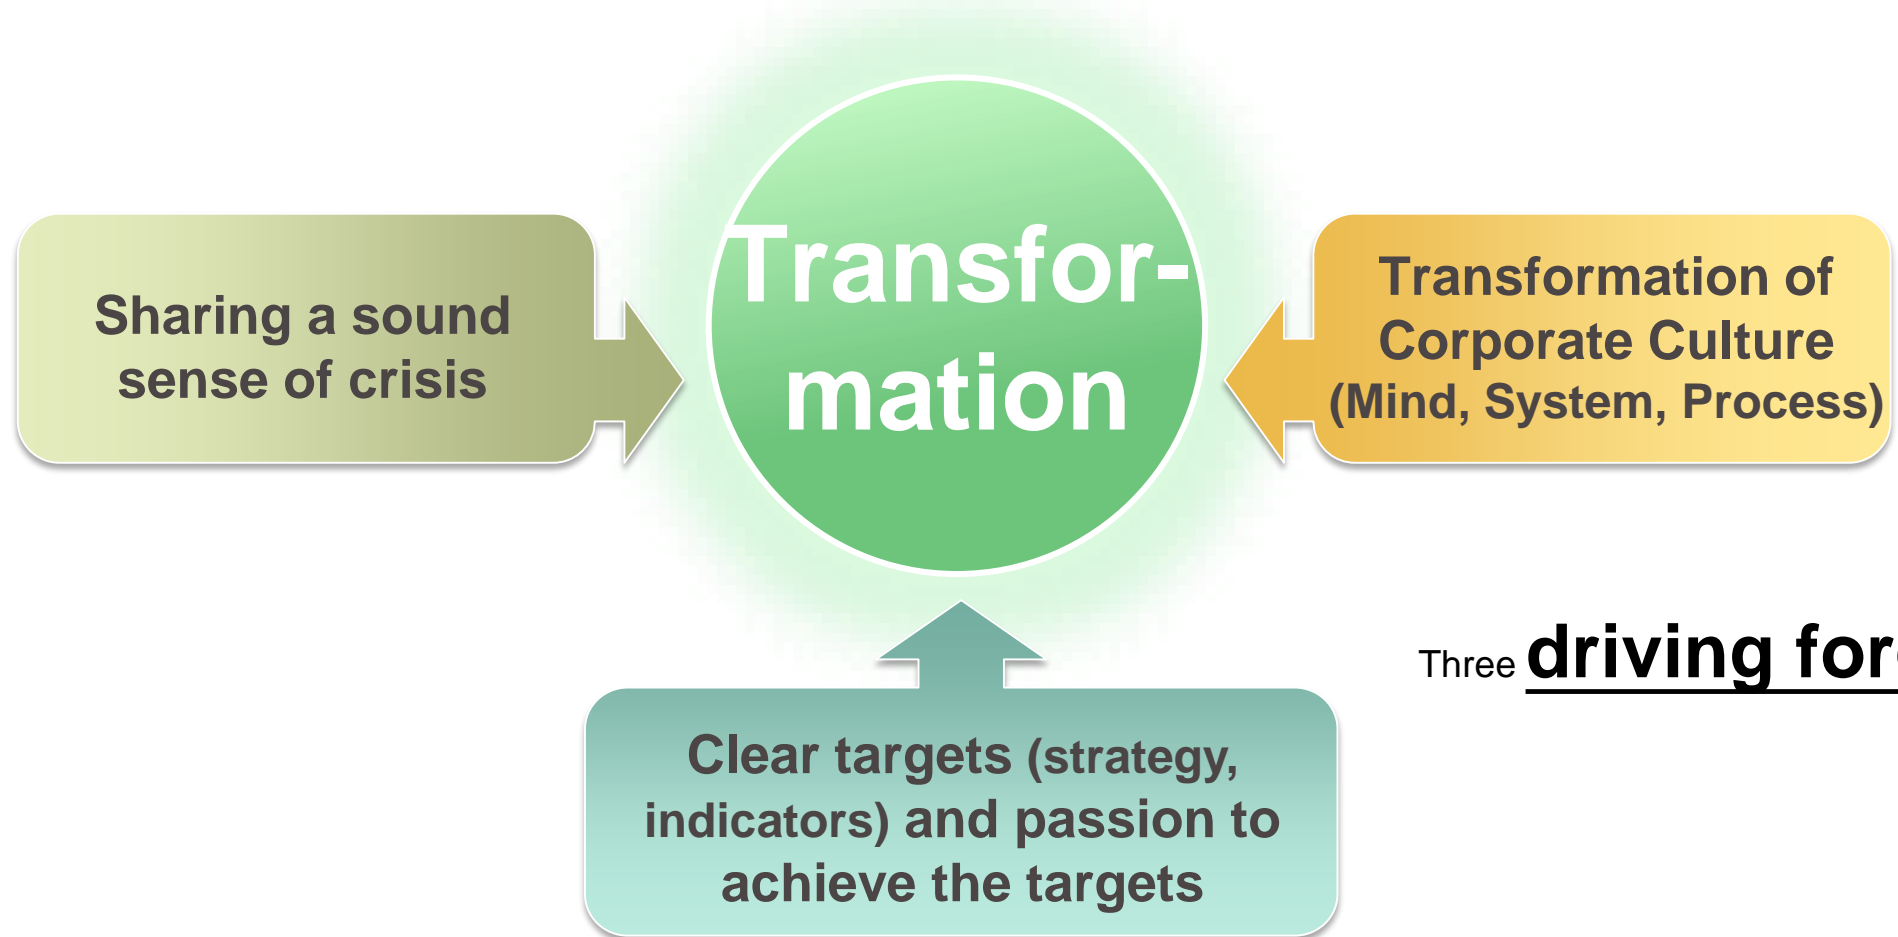 Transfor-
mation
Sharing a sound
sense of crisis
Transformation of
Corporate Culture
(Mind, System, Process)
Three driving
Clear targets (strategy,
indicators) and passion to
achieve the targets